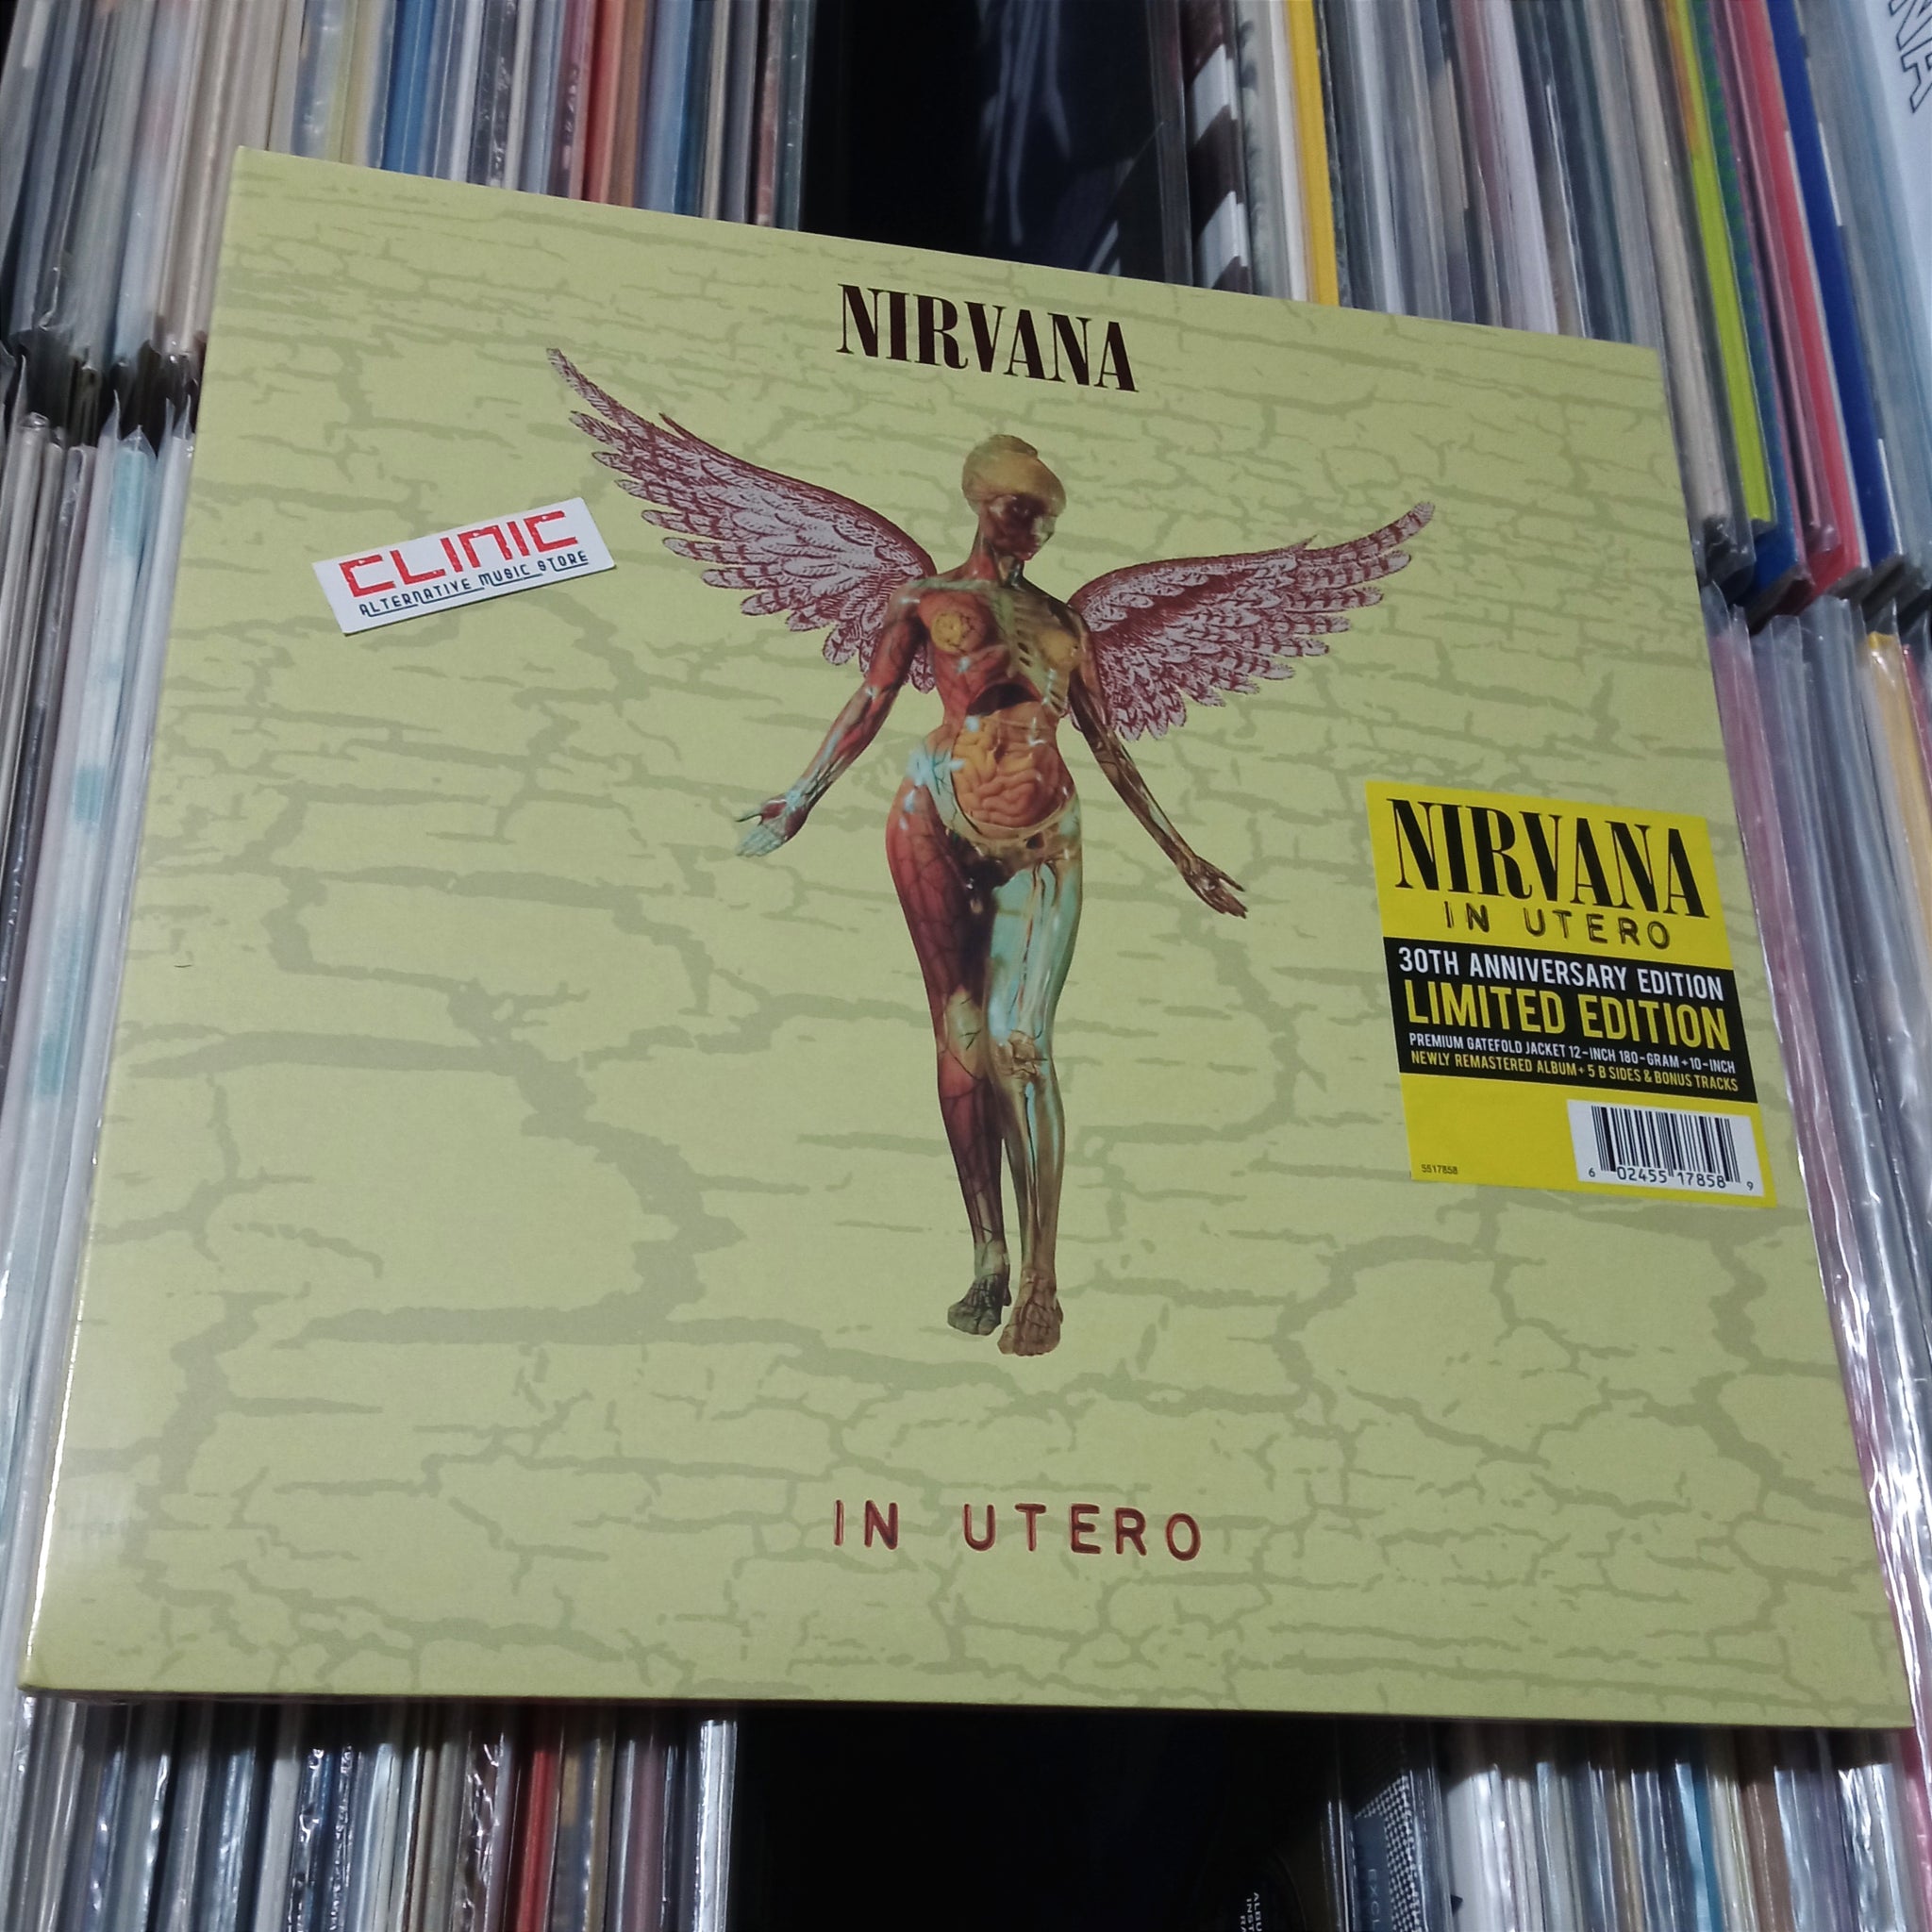 NIRVANA
CLINIC
ALTERNATIVE MUSIC STORE
NIRVANA
IN UTERO
30TH ANNIVERSARY EDITION
LIMITED EDITION
PREMIUM GATEFOLD JACKET 12-INCH 180-GRAM + 10-INCH
NEWLY REMASTERED ALBUM + 5 B SIDES & BONUS TRACKS
5517858
6 02455 17858 9
IN UTERO